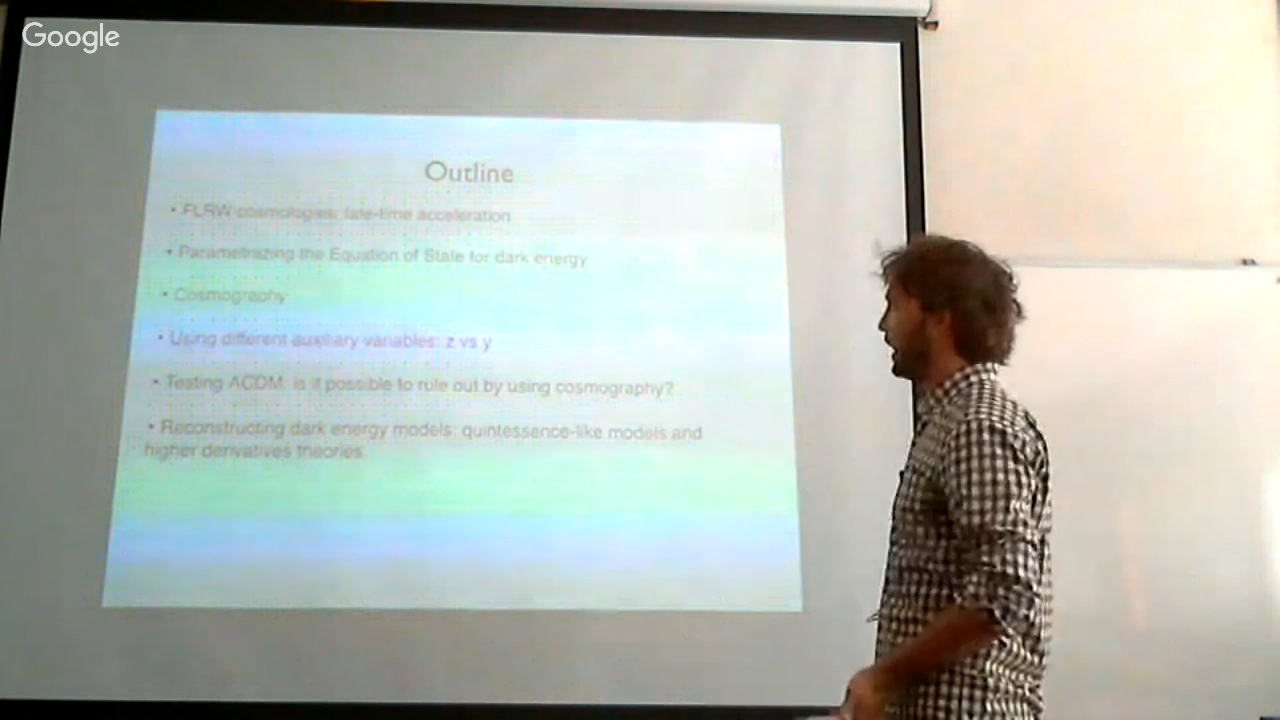 Google
Outline
• FLRW cosmologies: late-time acceleration
• Parametrizing the Equation of State for dark energy
• Cosmography
• Using different auxiliary variables: z vs y
• Testing ΛCDM: is it possible to rule out by using cosmography?
• Reconstructing dark energy models: quintessence-like models and
higher derivatives theories.